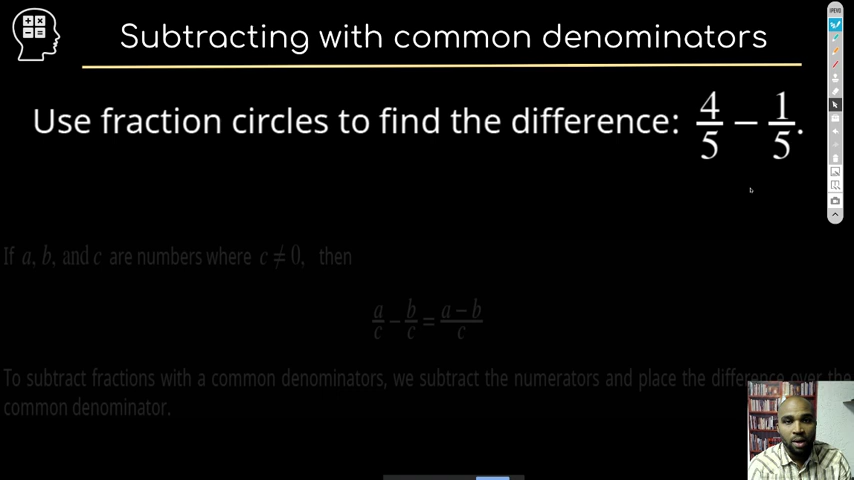 Subtracting with common denominators
Use fraction circles to find the difference: 4/5 − 1/5.
If a, b, and c are numbers where c ≠ 0, then
a/c − b/c = a − b/c
To subtract fractions with a common denominators, we subtract the numerators and place the difference over the
common denominator.
IPEVO